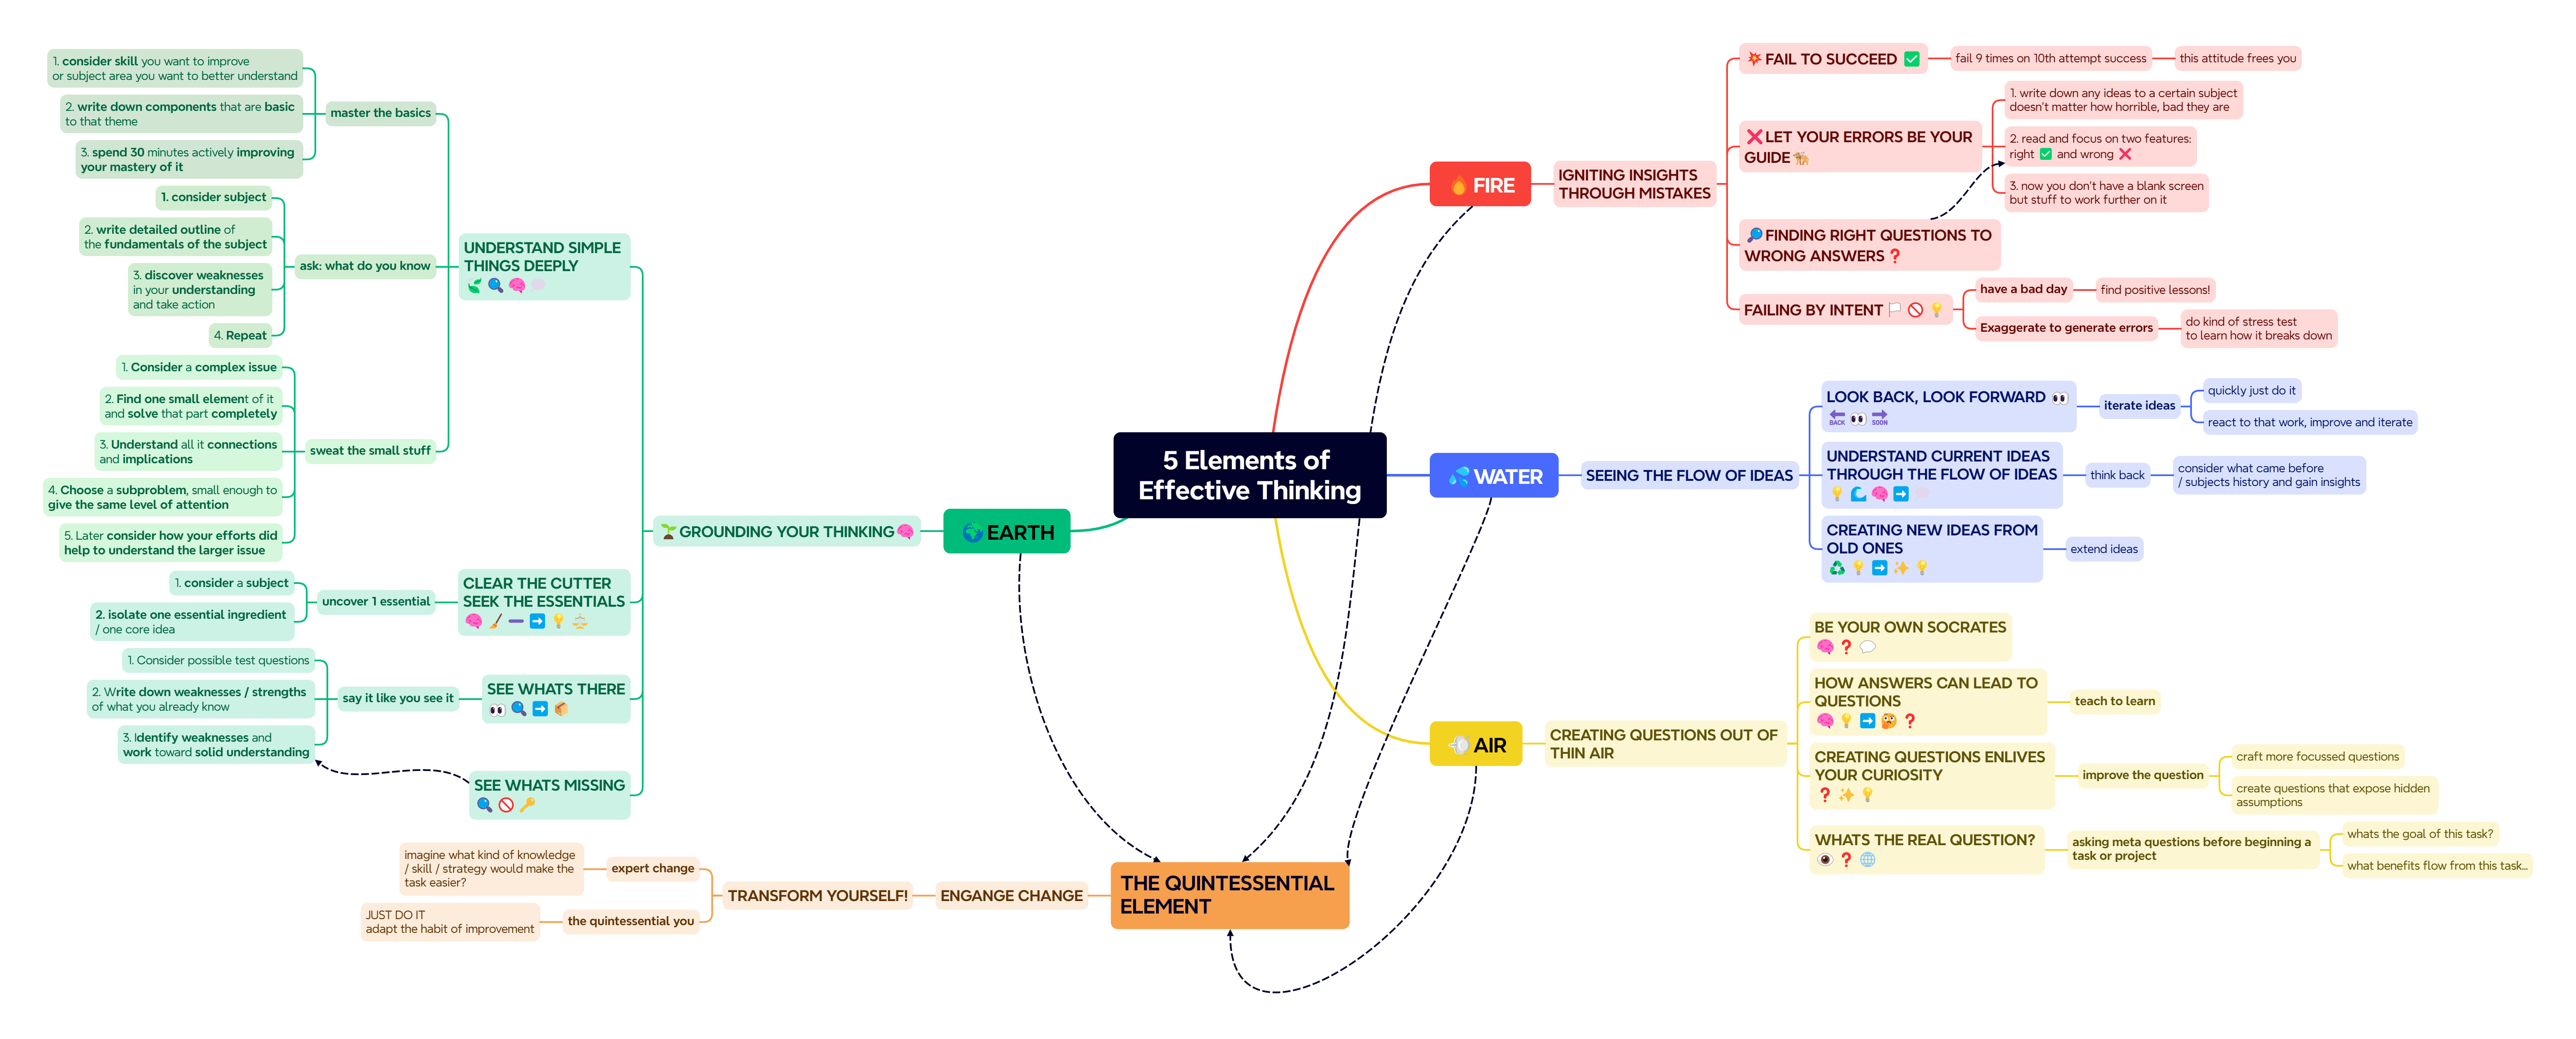 5 Elements of
Effective Thinking
FIRE
IGNITING INSIGHTS
THROUGH MISTAKES
FAIL TO SUCCEED
fail 9 times on 10th attempt success
this attitude frees you
LET YOUR ERRORS BE YOUR
GUIDE
1. write down any ideas to a certain subject
doesn't matter how horrible, bad they are
2. read and focus on two features:
right ✅ and wrong ❌
3. now you don't have a blank screen
but stuff to work further on it
FINDING RIGHT QUESTIONS TO
WRONG ANSWERS ❓
FAILING BY INTENT
have a bad day
find positive lessons!
Exaggerate to generate errors
do kind of stress test
to learn how it breaks down
WATER
SEEING THE FLOW OF IDEAS
LOOK BACK, LOOK FORWARD
BACK
SOON
iterate ideas
quickly just do it
react to that work, improve and iterate
UNDERSTAND CURRENT IDEAS
THROUGH THE FLOW OF IDEAS
think back
consider what came before
/ subjects history and gain insights
CREATING NEW IDEAS FROM
OLD ONES
extend ideas
AIR
CREATING QUESTIONS OUT OF
THIN AIR
BE YOUR OWN SOCRATES
HOW ANSWERS CAN LEAD TO
QUESTIONS
teach to learn
CREATING QUESTIONS ENLIVES
YOUR CURIOSITY
improve the question
craft more focussed questions
create questions that expose hidden
assumptions
WHATS THE REAL QUESTION?
asking meta questions before beginning a
task or project
whats the goal of this task?
what benefits flow from this task...
EARTH
GROUNDING YOUR THINKING
UNDERSTAND SIMPLE
THINGS DEEPLY
master the basics
1. consider skill you want to improve
or subject area you want to better understand
2. write down components that are basic
to that theme
3. spend 30 minutes actively improving
your mastery of it
ask: what do you know
1. consider subject
2. write detailed outline of
the fundamentals of the subject
3. discover weaknesses
in your understanding
and take action
4. Repeat
sweat the small stuff
1. Consider a complex issue
2. Find one small element of it
and solve that part completely
3. Understand all it connections
and implications
4. Choose a subproblem, small enough to
give the same level of attention
5. Later consider how your efforts did
help to understand the larger issue
CLEAR THE CUTTER
SEEK THE ESSENTIALS
uncover 1 essential
1. consider a subject
2. isolate one essential ingredient
/ one core idea
SEE WHATS THERE
say it like you see it
1. Consider possible test questions
2. Write down weaknesses / strengths
of what you already know
3. Identify weaknesses and
work toward solid understanding
SEE WHATS MISSING
THE QUINTESSENTIAL
ELEMENT
ENGANGE CHANGE
TRANSFORM YOURSELF!
expert change
imagine what kind of knowledge
/ skill / strategy would make the
task easier?
the quintessential you
JUST DO IT
adapt the habit of improvement